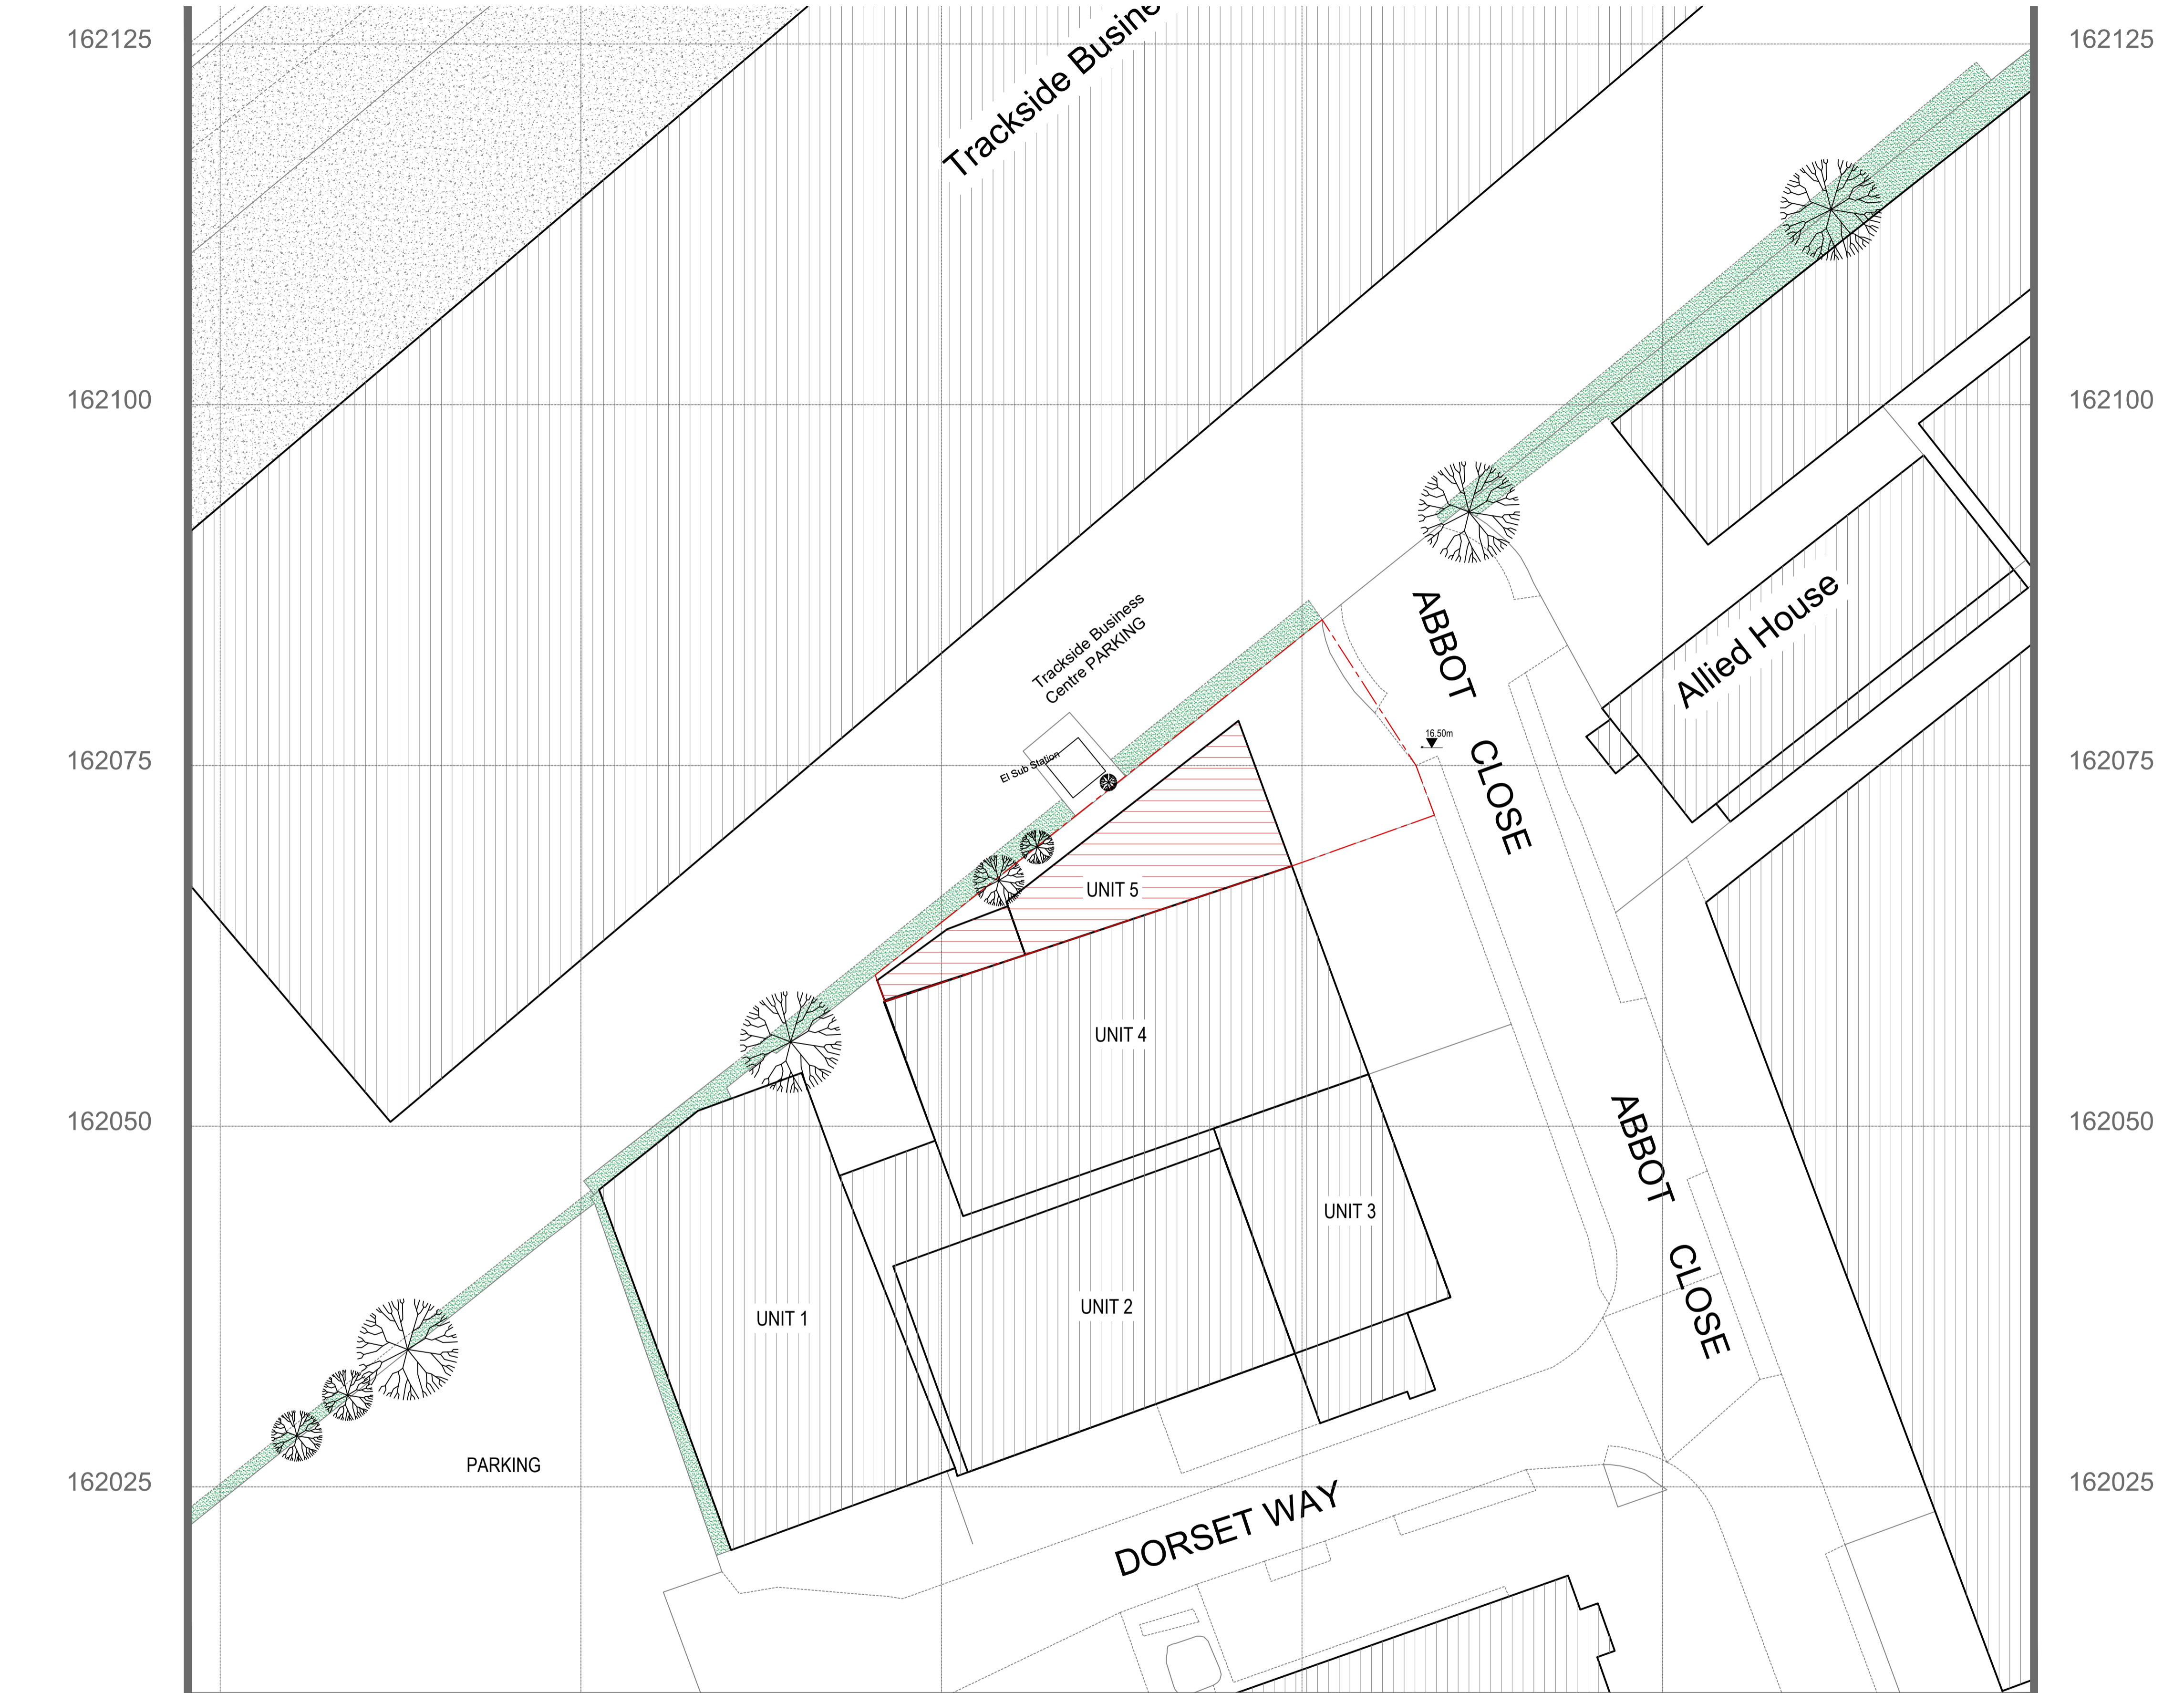 162125
162125
Trackside Busine
162100
162100
ABBOT CLOSE
Allied House
Trackside Business
Centre PARKING
El Sub Station
16.50m
162075
162075
UNIT 5
UNIT 4
162050
162050
ABBOT CLOSE
UNIT 3
UNIT 2
UNIT 1
PARKING
162025
162025
DORSET WAY